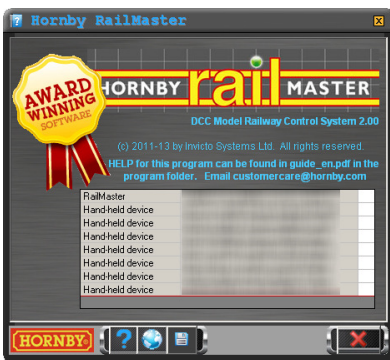 Hornby RailMaster
AWARD
WINNING
SOFTWARE
HORNBY rail MASTER
DCC Model Railway Control System 2.00
(c) 2011-13 by Invicto Systems Ltd. All rights reserved.
HELP for this program can be found in guide_en.pdf in the
program folder. Email customercare@hornby.com
RailMaster
Hand-held device
Hand-held device
Hand-held device
Hand-held device
Hand-held device
Hand-held device
Hand-held device
HORNBY